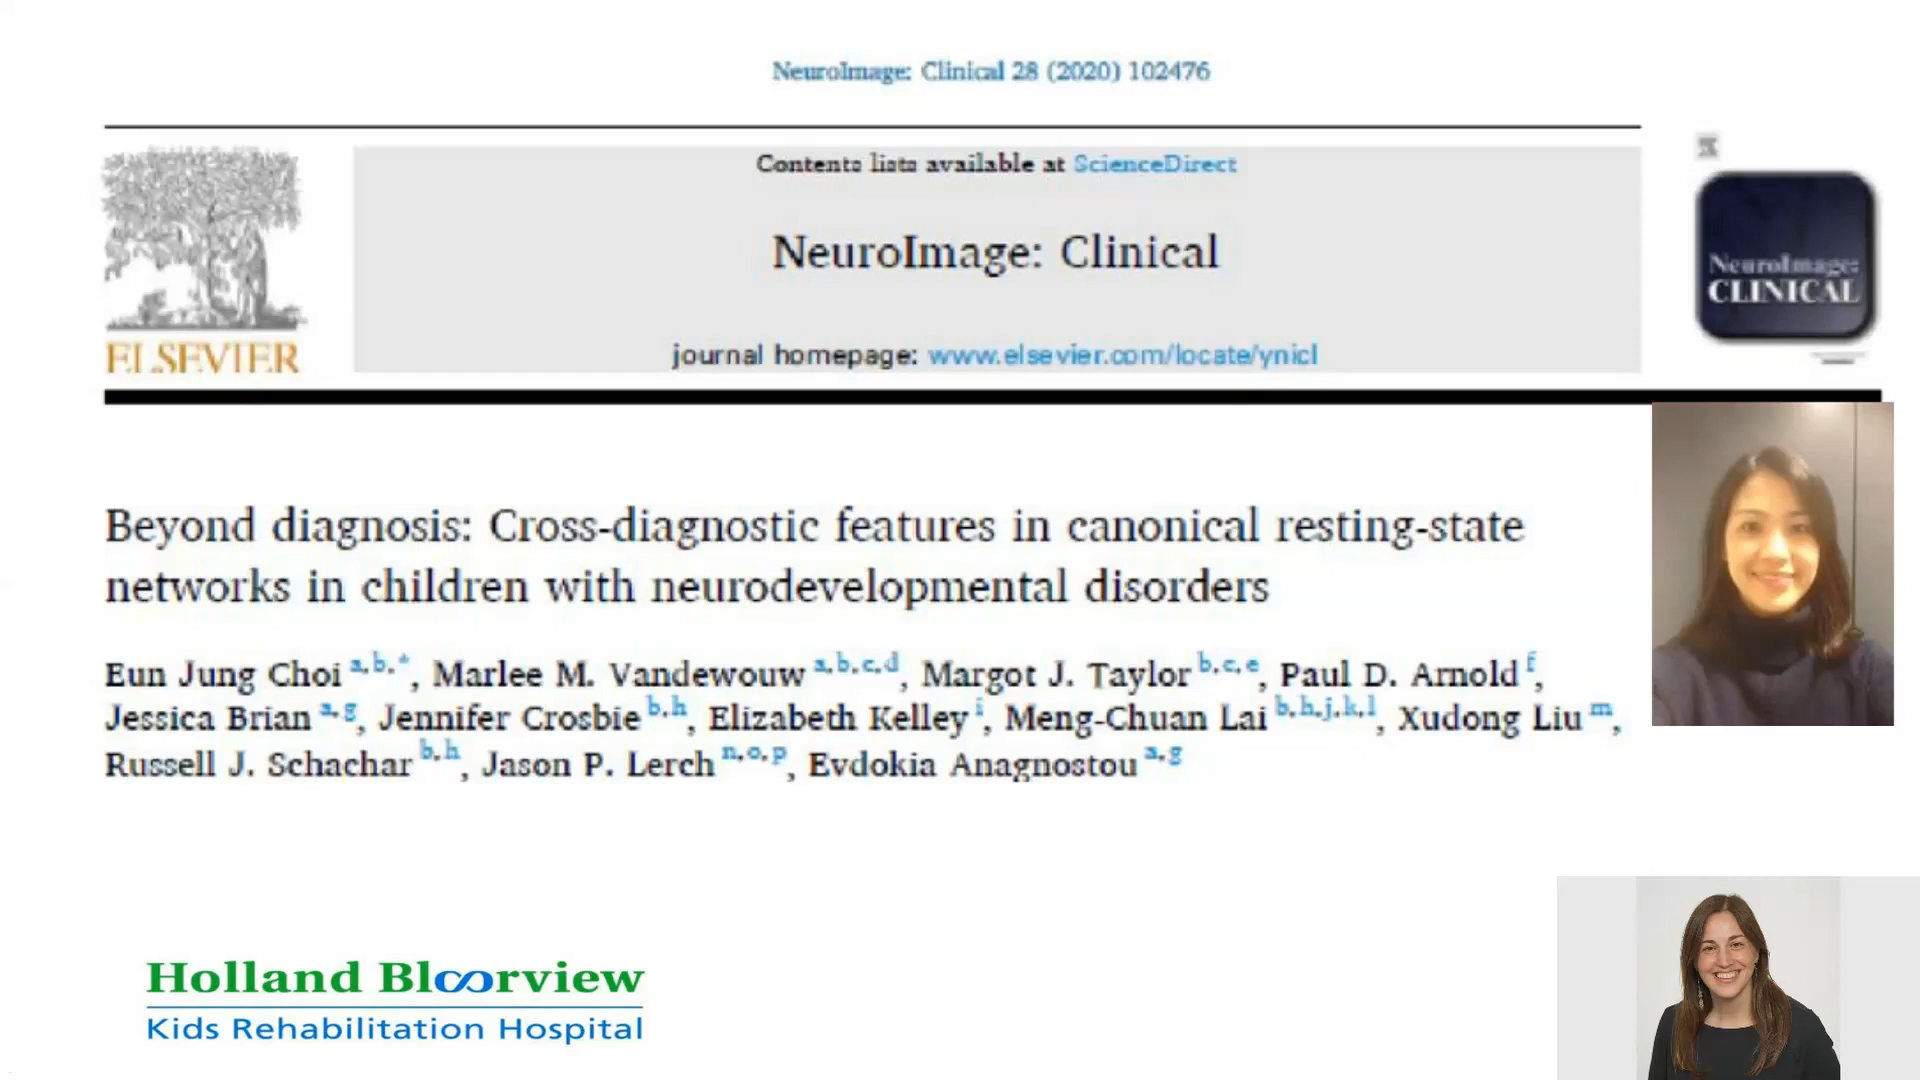 NeuroImage: Clinical 28 (2020) 102476
Contents lists available at ScienceDirect
NeuroImage: Clinical
journal homepage: www.elsevier.com/locate/ynicl
ELSEVIER
NeuroImage:
CLINICAL
Beyond diagnosis: Cross-diagnostic features in canonical resting-state
networks in children with neurodevelopmental disorders
Eun Jung Choi a,b,*, Marlee M. Vandewouw a,b,c,d, Margot J. Taylor b,c,e, Paul D. Arnold f,
Jessica Brian a,g, Jennifer Crosbie b,h, Elizabeth Kelley i, Meng-Chuan Lai b,h,j,k,l, Xudong Liu m,
Russell J. Schachar b,h, Jason P. Lerch n,o,p, Evdokia Anagnostou a,g
Holland Bloorview
Kids Rehabilitation Hospital